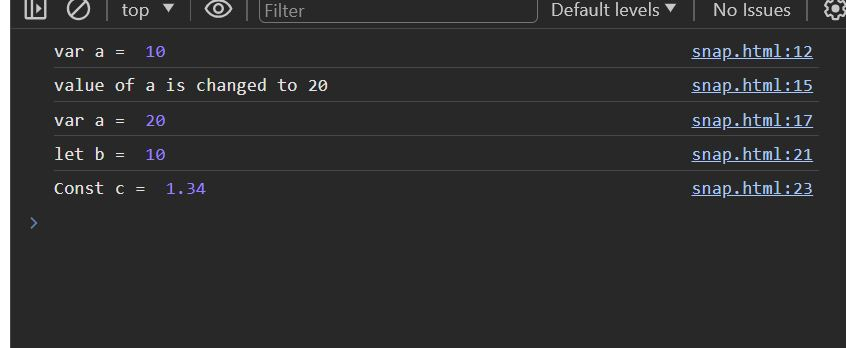 top ▼ Filter Default levels ▼ No Issues
var a =  10 snap.html:12
value of a is changed to 20 snap.html:15
var a =  20 snap.html:17
let b =  10 snap.html:21
Const c =  1.34 snap.html:23